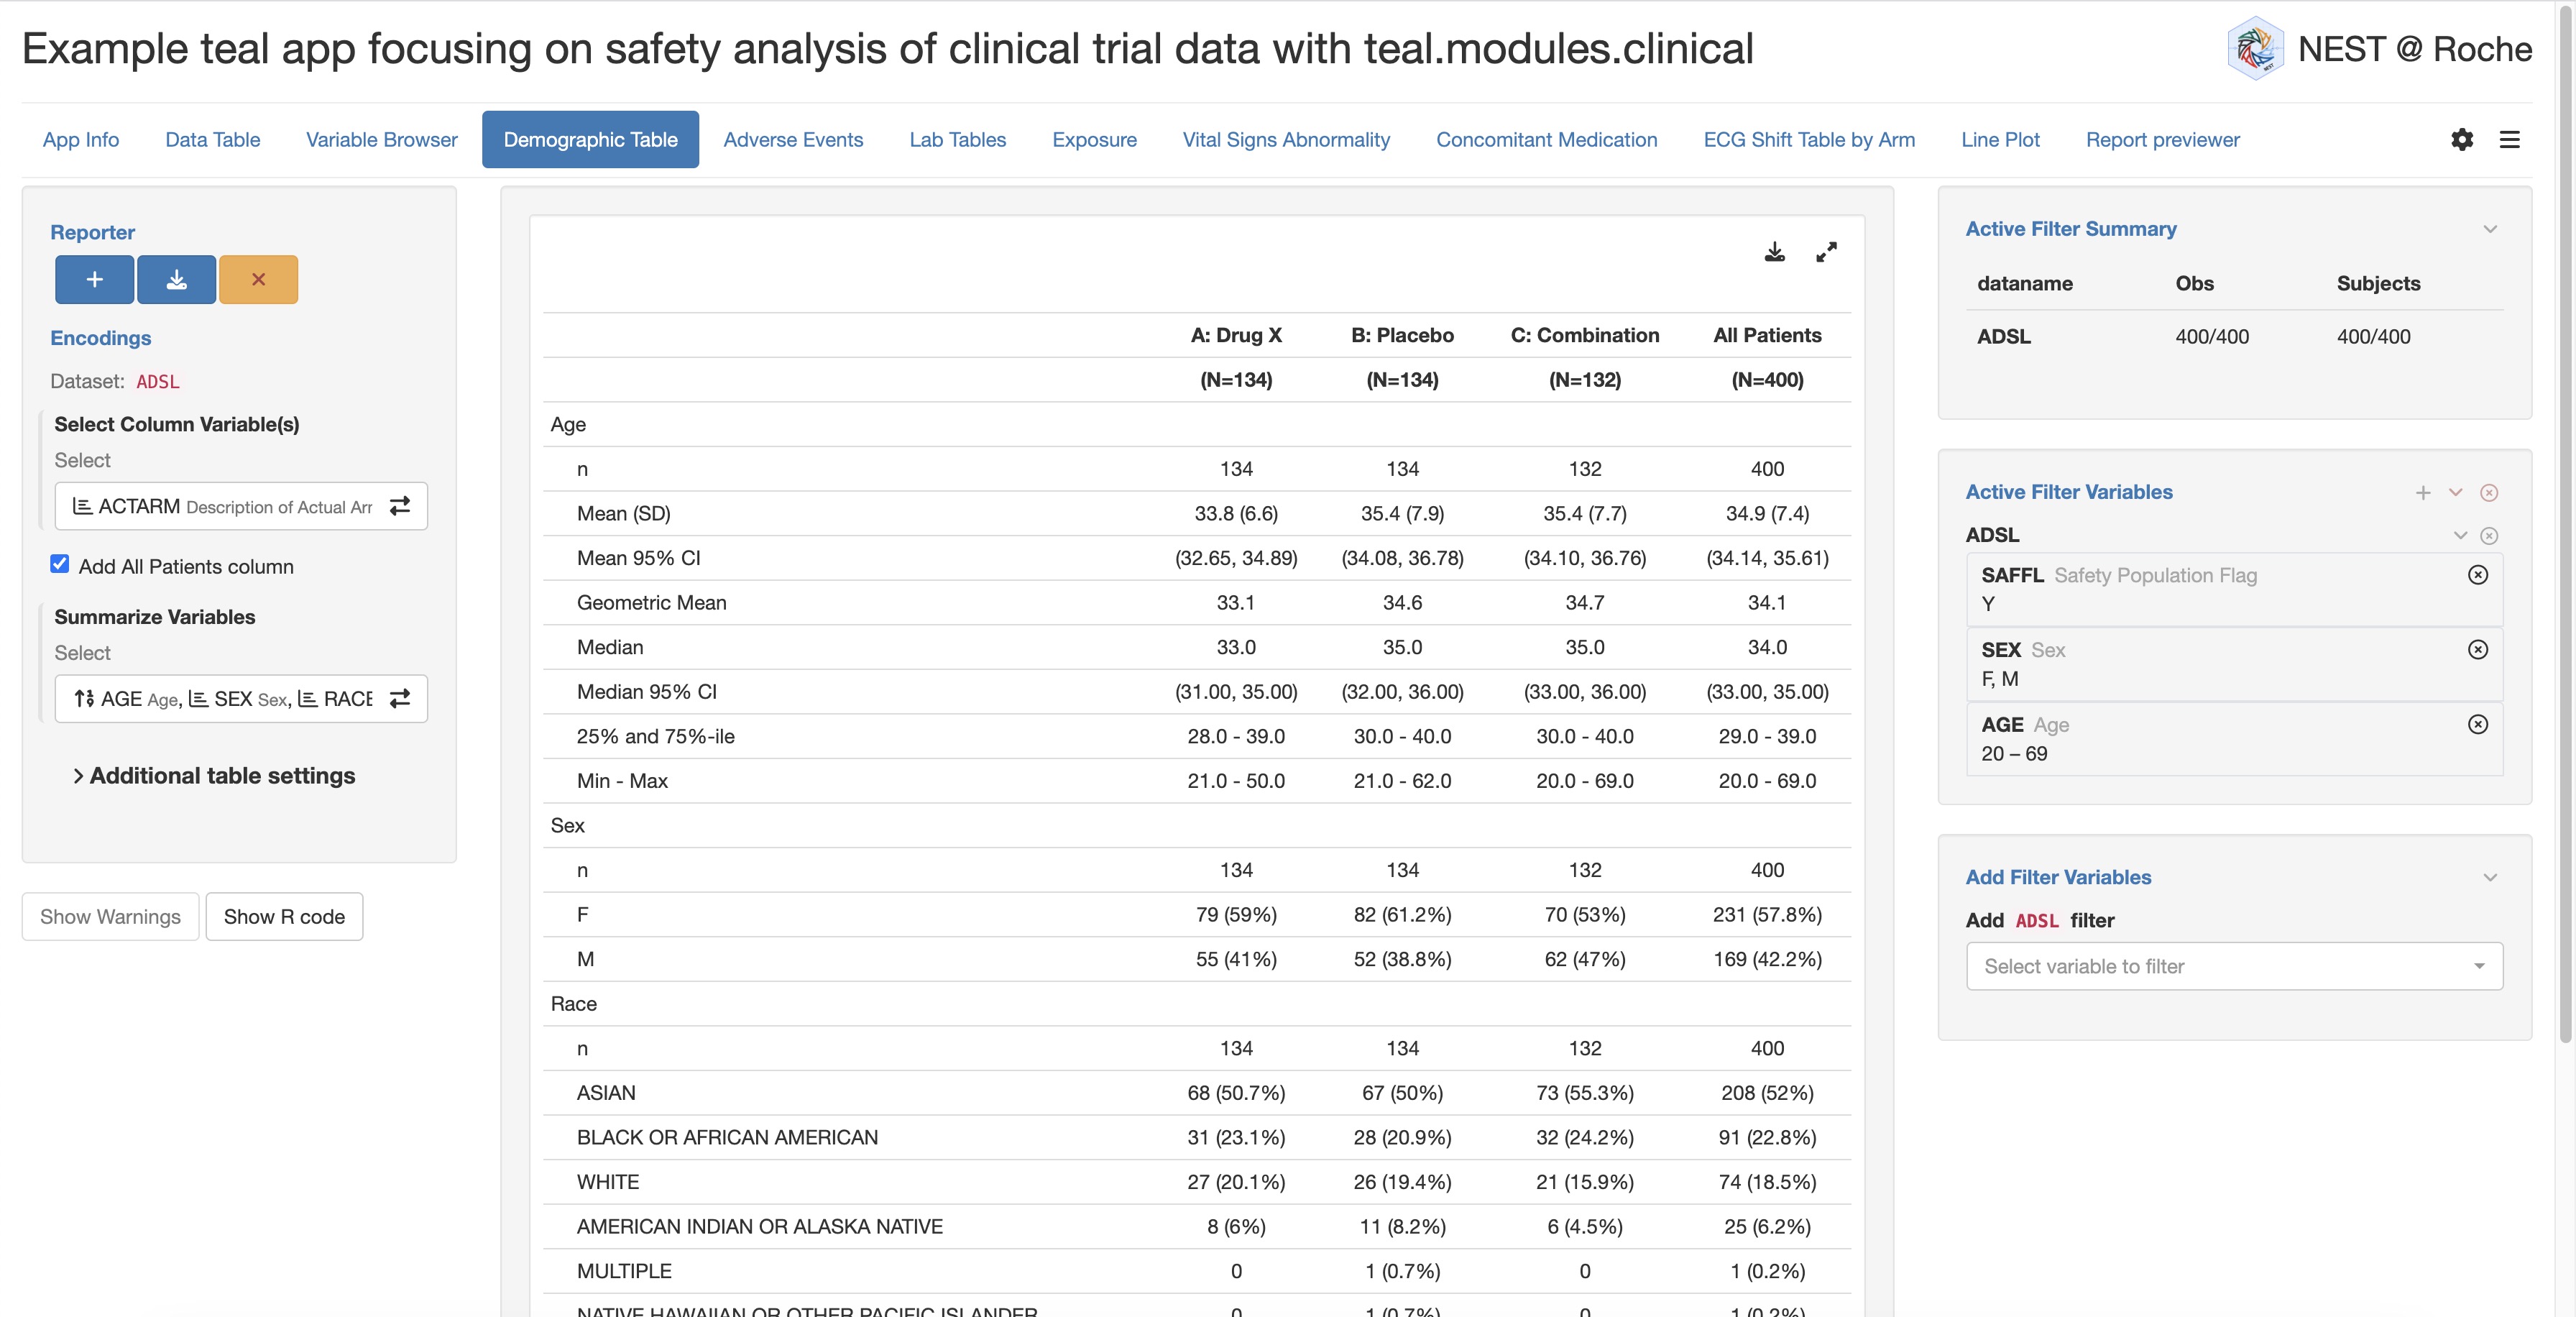 Example teal app focusing on safety analysis of clinical trial data with teal.modules.clinical
NEST @ Roche
App Info Data Table Variable Browser Demographic Table Adverse Events Lab Tables Exposure Vital Signs Abnormality Concomitant Medication ECG Shift Table by Arm Line Plot Report previewer
Reporter
Encodings
Dataset: ADSL
Select Column Variable(s)
Select
ACTARM Description of Actual Arr
Add All Patients column
Summarize Variables
Select
AGE Age, SEX Sex, RACE
Additional table settings
Show Warnings Show R code
A: Drug X B: Placebo C: Combination All Patients
(N=134) (N=134) (N=132) (N=400)
Age
n 134 134 132 400
Mean (SD) 33.8 (6.6) 35.4 (7.9) 35.4 (7.7) 34.9 (7.4)
Mean 95% CI (32.65, 34.89) (34.08, 36.78) (34.10, 36.76) (34.14, 35.61)
Geometric Mean 33.1 34.6 34.7 34.1
Median 33.0 35.0 35.0 34.0
Median 95% CI (31.00, 35.00) (32.00, 36.00) (33.00, 36.00) (33.00, 35.00)
25% and 75%-ile 28.0 - 39.0 30.0 - 40.0 30.0 - 40.0 29.0 - 39.0
Min - Max 21.0 - 50.0 21.0 - 62.0 20.0 - 69.0 20.0 - 69.0
Sex
n 134 134 132 400
F 79 (59%) 82 (61.2%) 70 (53%) 231 (57.8%)
M 55 (41%) 52 (38.8%) 62 (47%) 169 (42.2%)
Race
n 134 134 132 400
ASIAN 68 (50.7%) 67 (50%) 73 (55.3%) 208 (52%)
BLACK OR AFRICAN AMERICAN 31 (23.1%) 28 (20.9%) 32 (24.2%) 91 (22.8%)
WHITE 27 (20.1%) 26 (19.4%) 21 (15.9%) 74 (18.5%)
AMERICAN INDIAN OR ALASKA NATIVE 8 (6%) 11 (8.2%) 6 (4.5%) 25 (6.2%)
MULTIPLE 0 1 (0.7%) 0 1 (0.2%)
NATIVE HAWAIIAN OR OTHER PACIFIC ISLANDER 0 1 (0.7%) 0 1 (0.2%)
Active Filter Summary
dataname Obs Subjects
ADSL 400/400 400/400
Active Filter Variables
ADSL
SAFFL Safety Population Flag
Y
SEX Sex
F, M
AGE Age
20 – 69
Add Filter Variables
Add ADSL filter
Select variable to filter